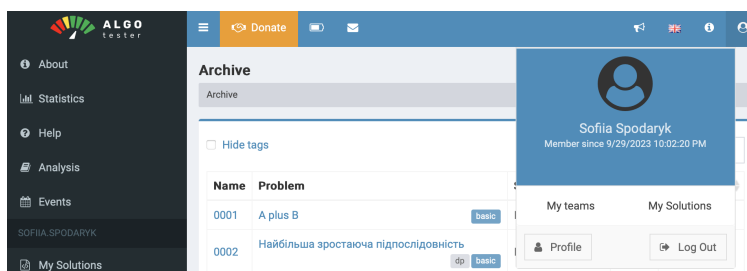 ALGO
tester
Donate
About
Statistics
Help
Analysis
Events
SOFIIA.SPODARYK
My Solutions
Archive
Archive
Hide tags
Name Problem
0001 A plus B basic
0002 Найбільша зростаюча підпослідовність
dp basic
Sofiia Spodaryk
Member since 9/29/2023 10:02:20 PM
My teams My Solutions
Profile Log Out